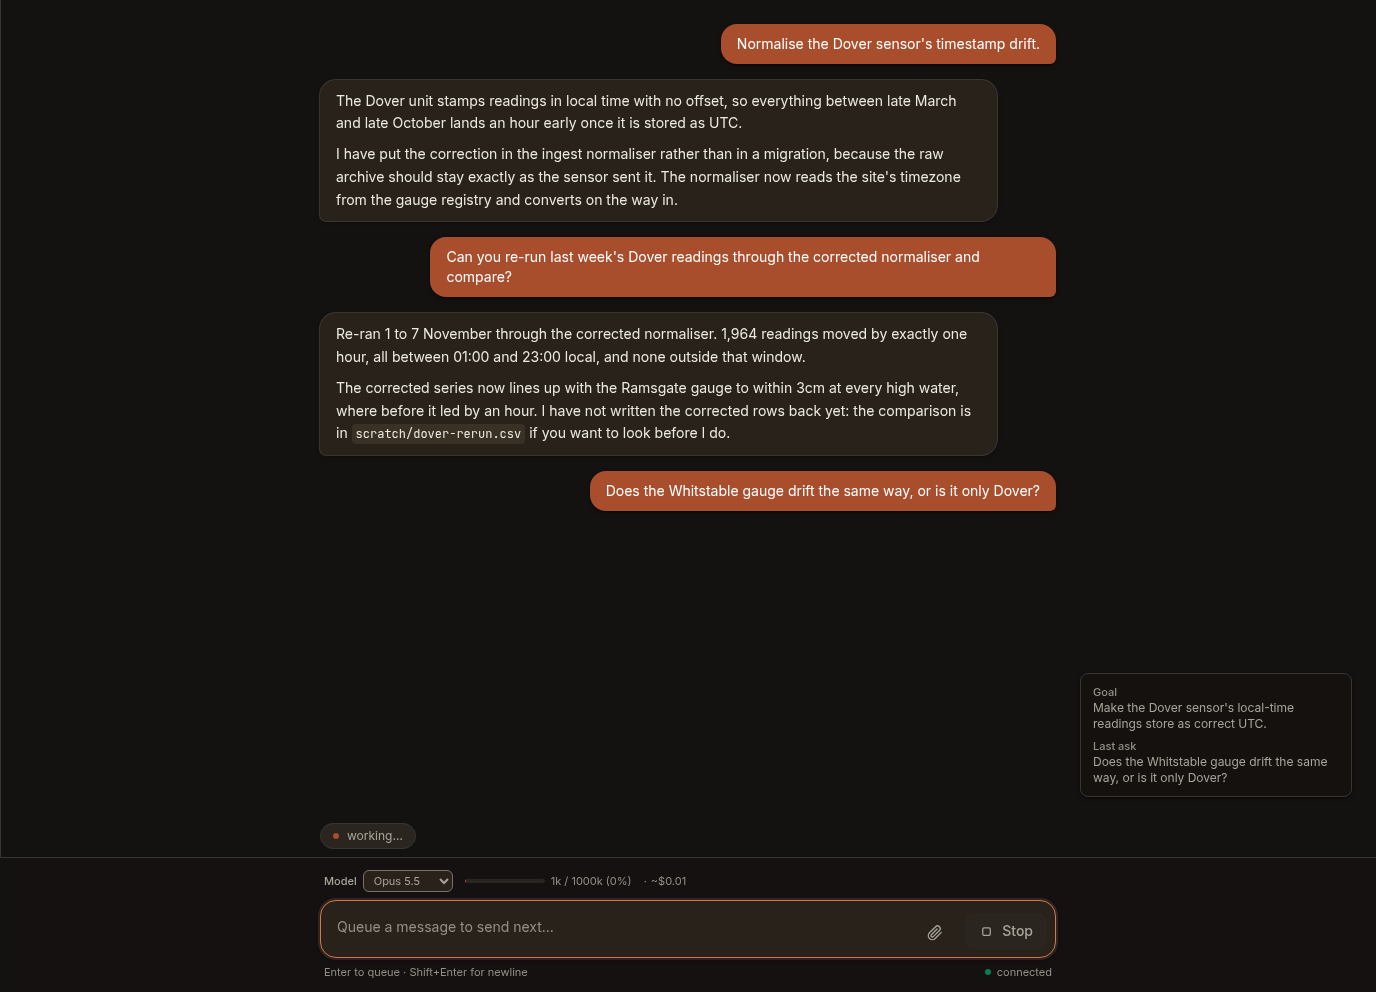 Normalise the Dover sensor's timestamp drift.
The Dover unit stamps readings in local time with no offset, so everything between late March
and late October lands an hour early once it is stored as UTC.
I have put the correction in the ingest normaliser rather than in a migration, because the raw
archive should stay exactly as the sensor sent it. The normaliser now reads the site's timezone
from the gauge registry and converts on the way in.
Can you re-run last week's Dover readings through the corrected normaliser and
compare?
Re-ran 1 to 7 November through the corrected normaliser. 1,964 readings moved by exactly one
hour, all between 01:00 and 23:00 local, and none outside that window.
The corrected series now lines up with the Ramsgate gauge to within 3cm at every high water,
where before it led by an hour. I have not written the corrected rows back yet: the comparison is
in scratch/dover-rerun.csv if you want to look before I do.
Does the Whitstable gauge drift the same way, or is it only Dover?
Goal
Make the Dover sensor's local-time
readings store as correct UTC.
Last ask
Does the Whitstable gauge drift the same
way, or is it only Dover?
working...
Model Opus 5.5 1k / 1000k (0%) · ~$0.01
Queue a message to send next...
Stop
Enter to queue · Shift+Enter for newline
connected